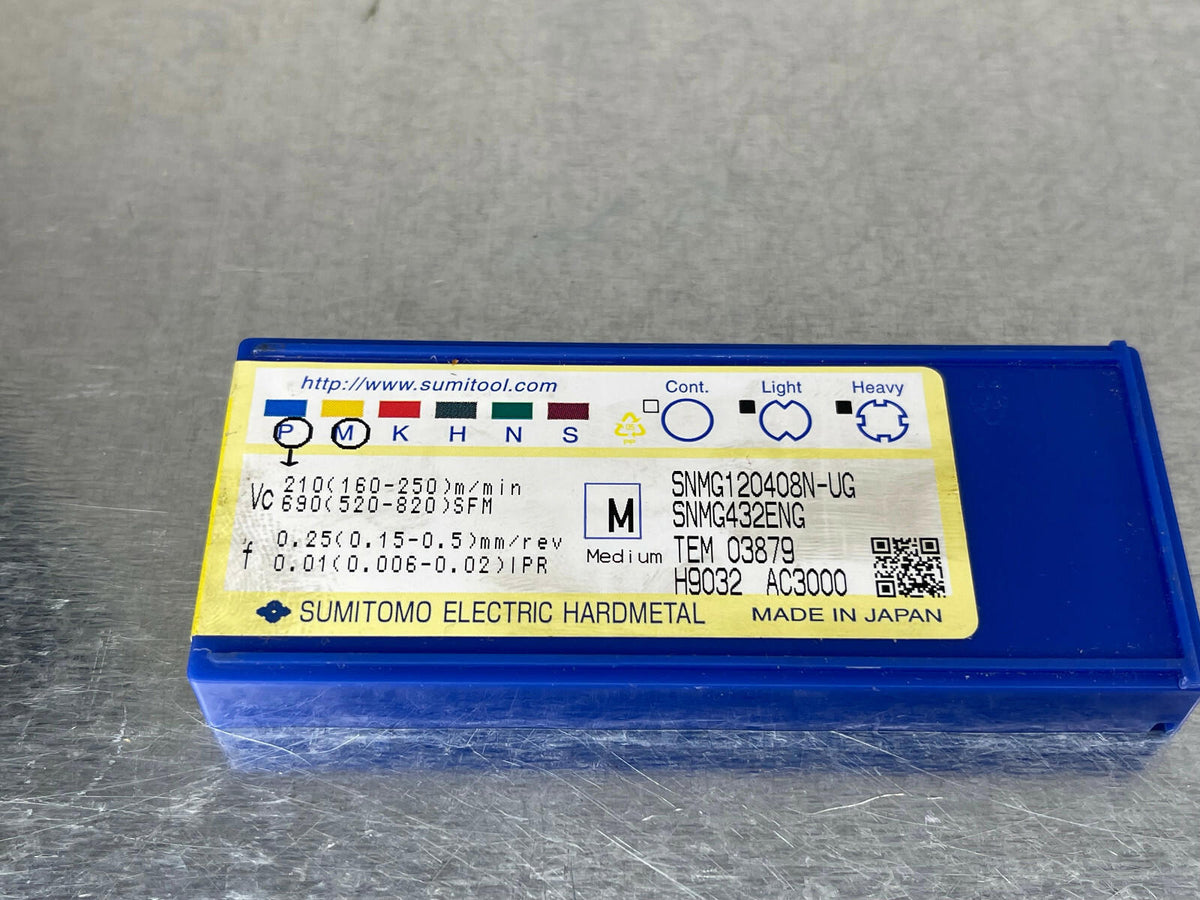 http://www.sumitool.com
P M K H N S
05
PP
Cont. Light Heavy
Vc 210(160-250)m/min
690(520-820)SFM
f 0.25(0.15-0.5)mm/rev
0.01(0.006-0.02)IPR
M
Medium
SNMG120408N-UG
SNMG432ENG
TEM 03879
H9032 AC3000
SUMITOMO ELECTRIC HARDMETAL
MADE IN JAPAN